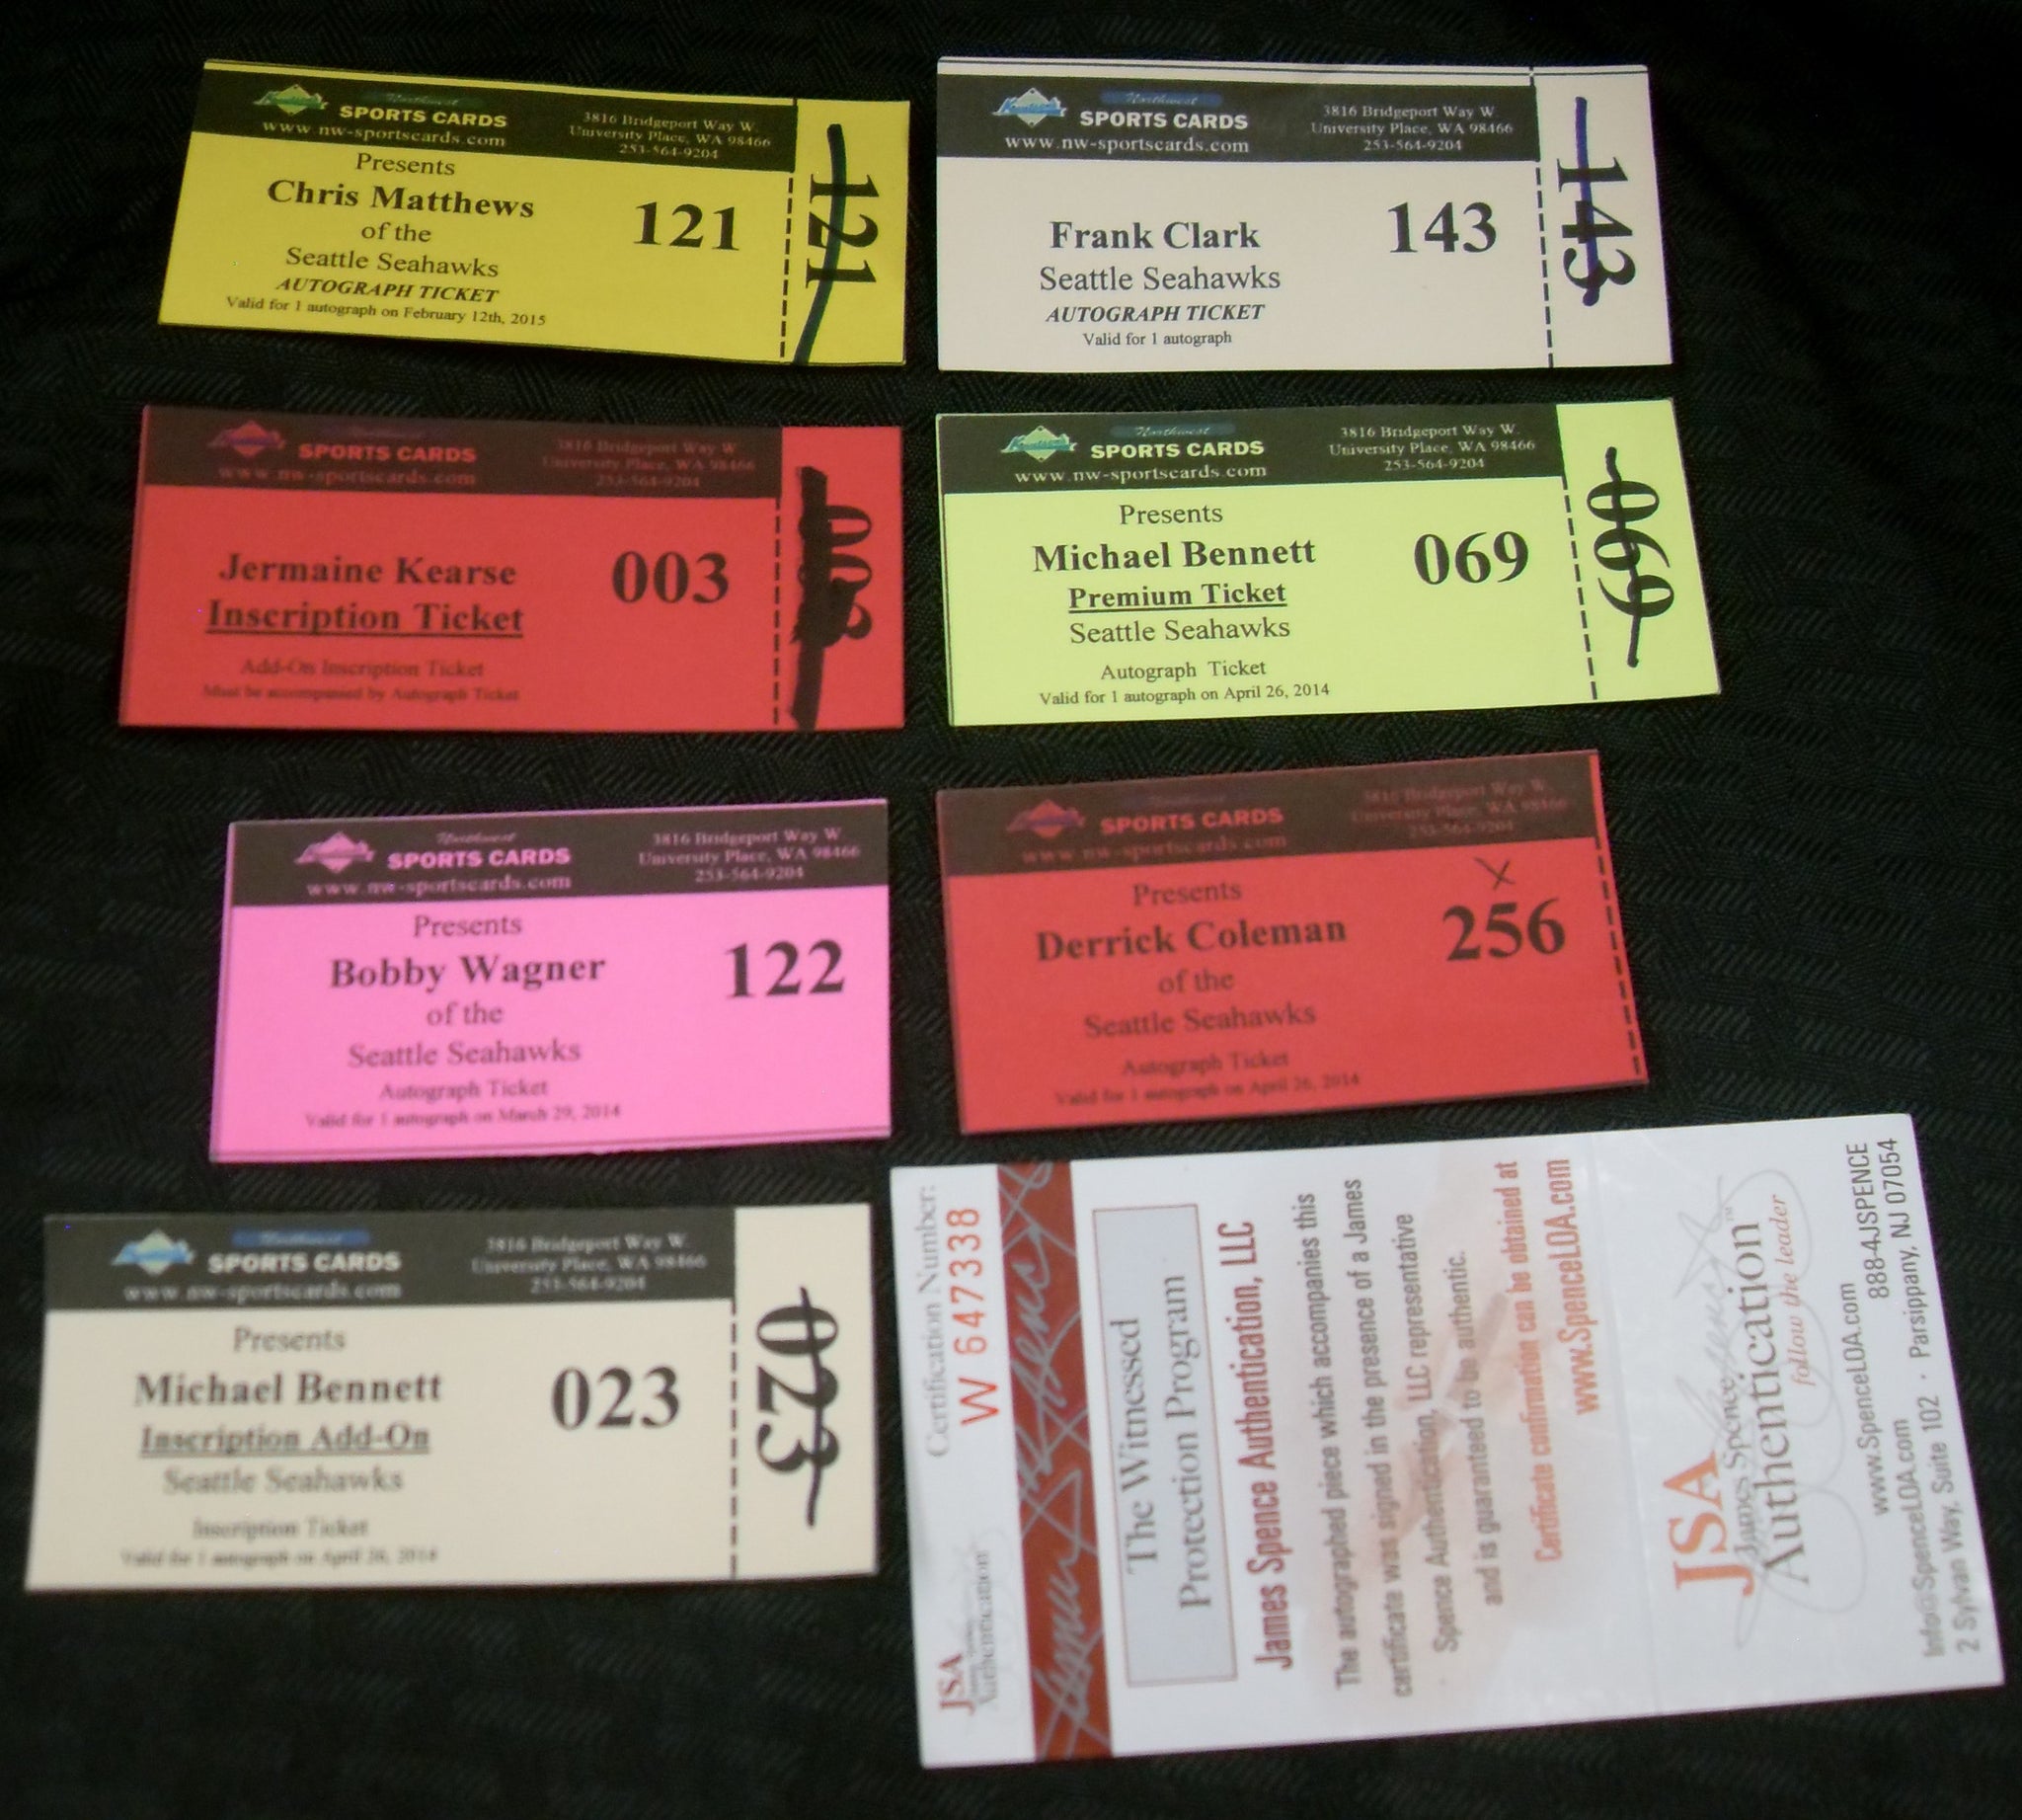 Northwest
SPORTS CARDS
www.nw-sportscards.com
3816 Bridgeport Way W.
University Place, WA 98466
253-564-9204
Presents
Chris Matthews
of the
Seattle Seahawks
AUTOGRAPH TICKET
Valid for 1 autograph on February 12th, 2015
121
121
Northwest
SPORTS CARDS
www.nw-sportscards.com
3816 Bridgeport Way W.
University Place, WA 98466
253-564-9204
Frank Clark
Seattle Seahawks
AUTOGRAPH TICKET
Valid for 1 autograph
143
143
SPORTS CARDS
www.nw-sportscards.com
3816 Bridgeport Way W
University Place, WA 98466
253-564-9204
Jermaine Kearse
Inscription Ticket
Add-On Inscription Ticket
Must be accompanied by Autograph Ticket
003
003
Northwest
SPORTS CARDS
www.nw-sportscards.com
3816 Bridgeport Way W.
University Place, WA 98466
253-564-9204
Presents
Michael Bennett
Premium Ticket
Seattle Seahawks
Autograph Ticket
Valid for 1 autograph on April 26, 2014
069
069
Northwest
SPORTS CARDS
www.nw-sportscards.com
3816 Bridgeport Way W.
University Place, WA 98466
253-564-9204
Presents
Bobby Wagner
of the
Seattle Seahawks
Autograph Ticket
Valid for 1 autograph on March 29, 2014
122
SPORTS CARDS
www.nw-sportscards.com
3816 Bridgeport Way W.
University Place, WA 98466
253-564-9204
Presents
Derrick Coleman
of the
Seattle Seahawks
Autograph Ticket
Valid for 1 autograph on April 26, 2014
X
256
Northwest
SPORTS CARDS
www.nw-sportscards.com
3816 Bridgeport Way W.
University Place, WA 98466
253-564-9204
Presents
Michael Bennett
Inscription Add-On
Seattle Seahawks
Inscription Ticket
Valid for 1 autograph on April 26, 2014
023
023
JSA
Authentication
Certification Number:
W 647338
The Witnessed
Protection Program
James Spence Authentication, LLC
The autographed piece which accompanies this
certificate was signed in the presence of a James
Spence Authentication, LLC representative
and is guaranteed to be authentic.
Certificate confirmation can be obtained at
www.SpenceLOA.com
JSA
James Spence
Authentication™
follow the leader
www.SpenceLOA.com 888-4JSPENCE
Info@SpenceLOA.com
2 Sylvan Way, Suite 102 · Parsippany, NJ 07054